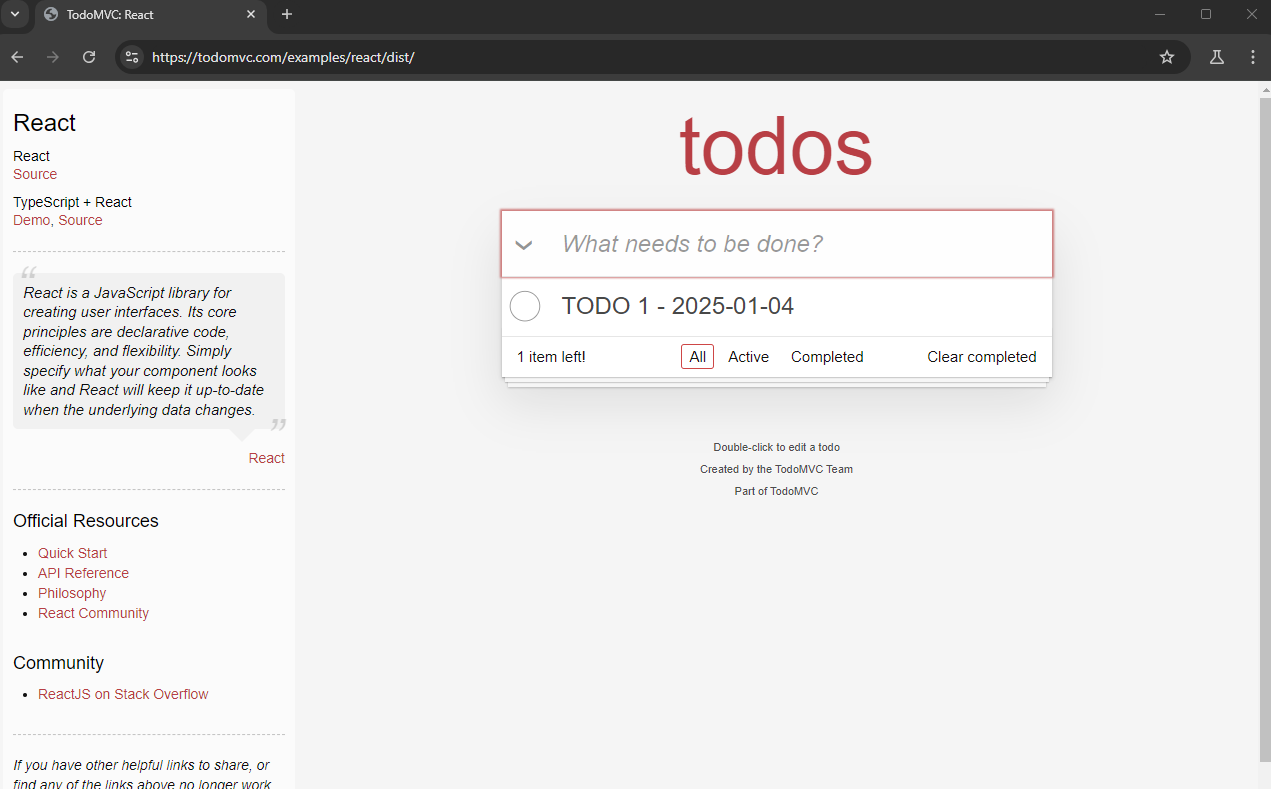 TodoMVC: React
https://todomvc.com/examples/react/dist/
React
React
Source
TypeScript + React
Demo, Source
“
React is a JavaScript library for
creating user interfaces. Its core
principles are declarative code,
efficiency, and flexibility. Simply
specify what your component looks
like and React will keep it up-to-date
when the underlying data changes.
”
React
Official Resources
• Quick Start
• API Reference
• Philosophy
• React Community
Community
• ReactJS on Stack Overflow
If you have other helpful links to share, or
find any of the links above no longer work
todos
What needs to be done?
TODO 1 - 2025-01-04
1 item left! All Active Completed Clear completed
Double-click to edit a todo
Created by the TodoMVC Team
Part of TodoMVC